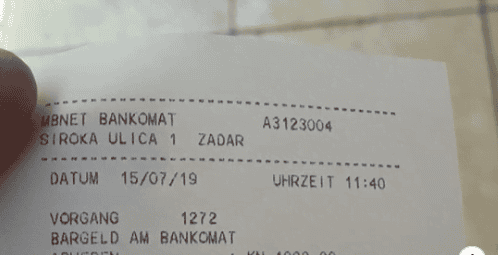 MBNET BANKOMAT A3123004
SIROKA ULICA 1 ZADAR
DATUM 15/07/19 UHRZEIT 11:40
VORGANG 1272
BARGELD AM BANKOMAT